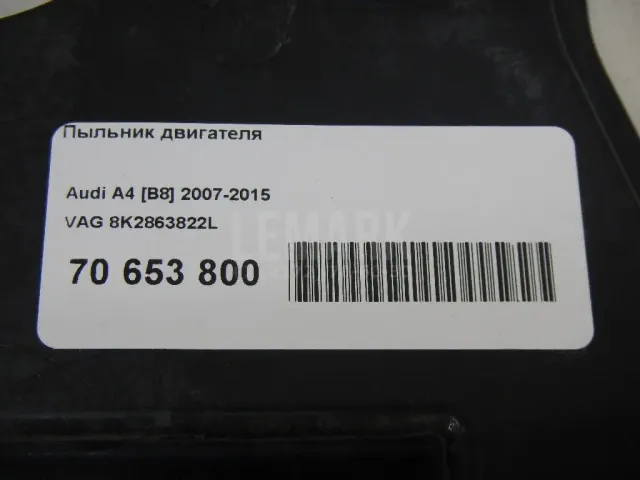 Пыльник двигателя
Audi A4 [B8] 2007-2015
VAG 8K2863822L
LEMARK
70 653 800